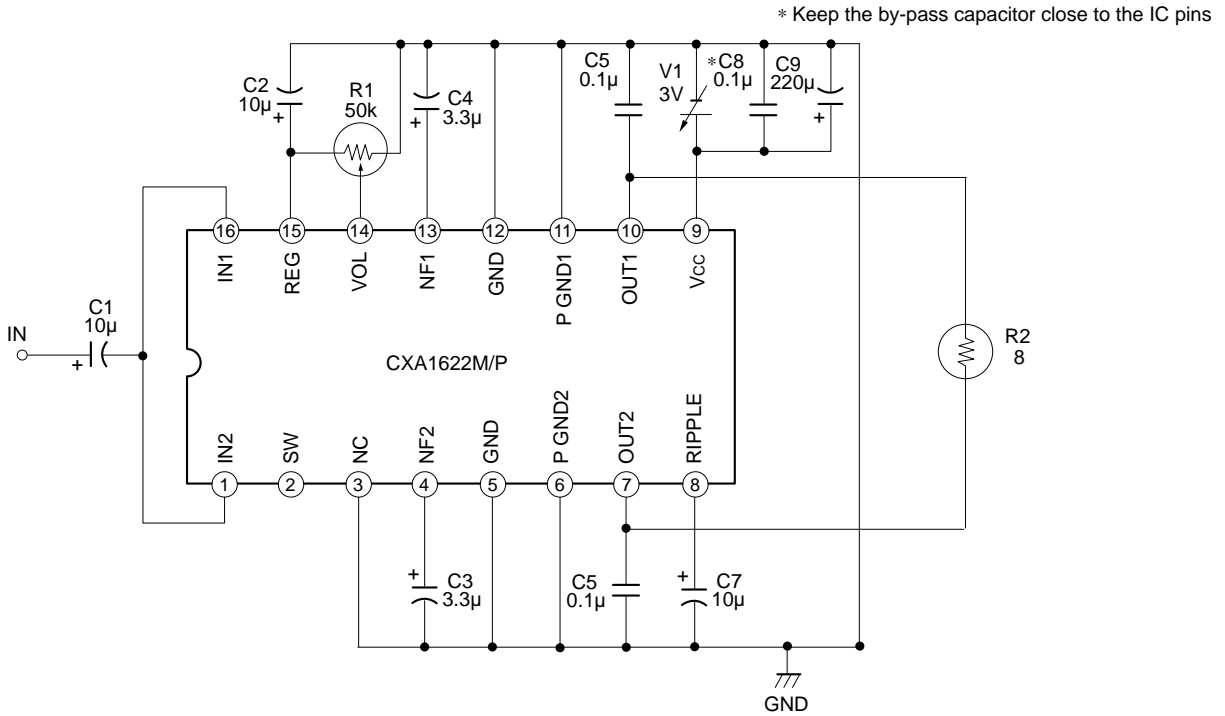 ∗ Keep the by-pass capacitor close to the IC pins
C2
10µ
+
R1
50k
C4
3.3µ
+
C5
0.1µ
V1
3V
∗C8
0.1µ
C9
220µ
+
16
15
14
13
12
11
10
9
IN1
REG
VOL
NF1
GND
P GND1
OUT1
Vcc
IN
C1
10µ
+
CXA1622M/P
R2
8
IN2
SW
NC
NF2
GND
P GND2
OUT2
RIPPLE
1
2
3
4
5
6
7
8
+
C3
3.3µ
C5
0.1µ
+
C7
10µ
GND